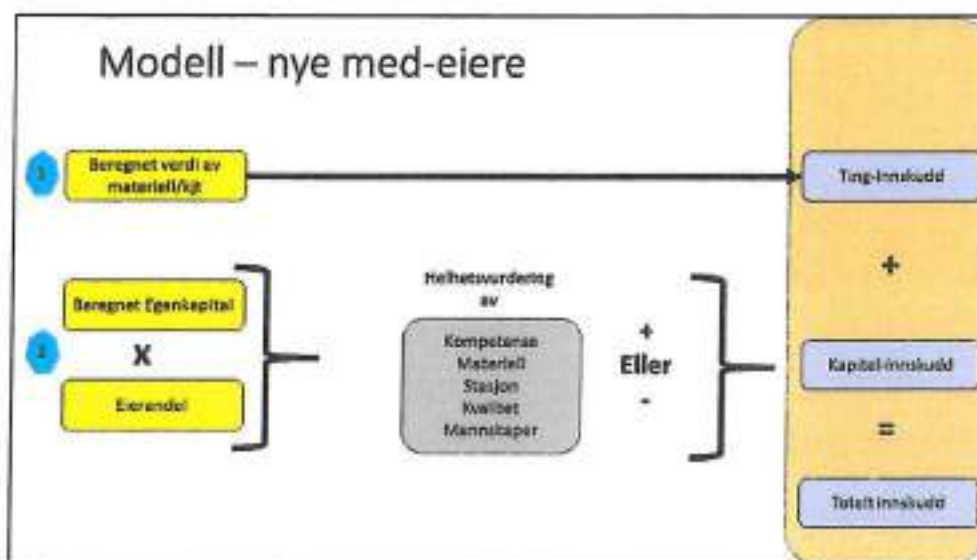 Modell – nye med-eiere
1
Beregnet verdi av
materiell/kjt
Ting-Innskudd
+
Beregnet Egenkapital
2
X
Eierandel
Helhetsvurdering
av
Kompetanse
Materiell
Stasjon
Kvalitet
Mannskaper
+
Eller
-
Kapital-innskudd
=
Totalt innskudd